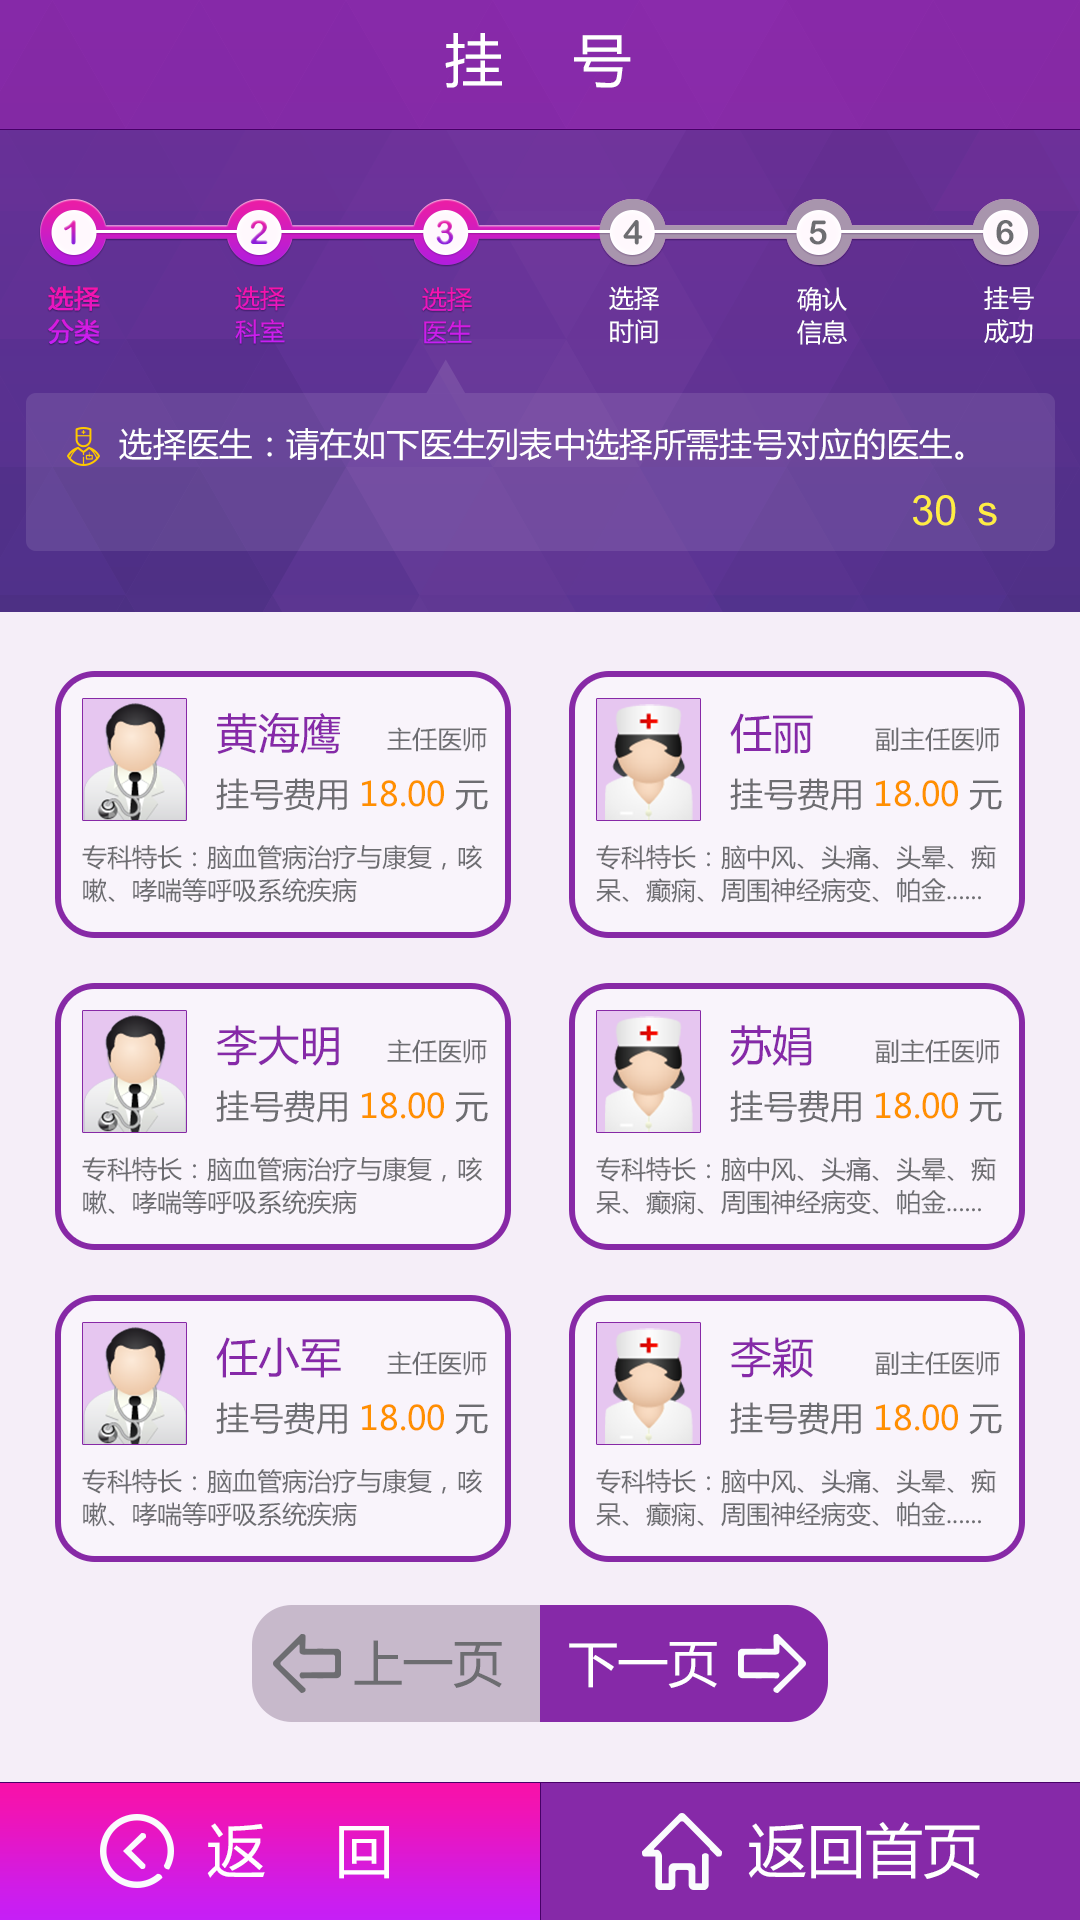 挂 号
1 2 3 4 5 6
选择 选择 选择 选择 确认 挂号
分类 科室 医生 时间 信息 成功
选择医生：请在如下医生列表中选择所需挂号对应的医生。
30 s
黄海鹰 主任医师
挂号费用 18.00 元
专科特长：脑血管病治疗与康复，咳
嗽、哮喘等呼吸系统疾病
任丽 副主任医师
挂号费用 18.00 元
专科特长：脑中风、头痛、头晕、痴
呆、癫痫、周围神经病变、帕金......
李大明 主任医师
挂号费用 18.00 元
专科特长：脑血管病治疗与康复，咳
嗽、哮喘等呼吸系统疾病
苏娟 副主任医师
挂号费用 18.00 元
专科特长：脑中风、头痛、头晕、痴
呆、癫痫、周围神经病变、帕金......
任小军 主任医师
挂号费用 18.00 元
专科特长：脑血管病治疗与康复，咳
嗽、哮喘等呼吸系统疾病
李颖 副主任医师
挂号费用 18.00 元
专科特长：脑中风、头痛、头晕、痴
呆、癫痫、周围神经病变、帕金......
上一页 下一页
返 回 返回首页